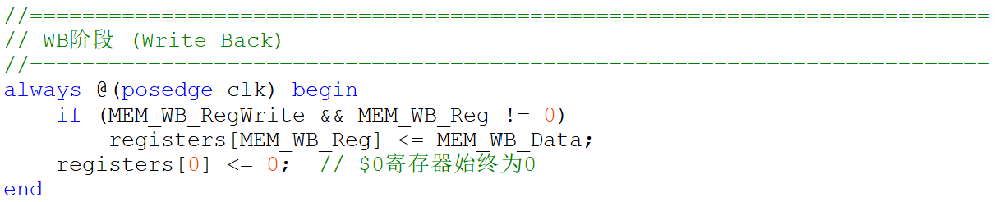 //=========================================================================
// WB阶段 (Write Back)
//=========================================================================
always @(posedge clk) begin
    if (MEM_WB_RegWrite && MEM_WB_Reg != 0)
        registers[MEM_WB_Reg] <= MEM_WB_Data;
    registers[0] <= 0;  // $0寄存器始终为0
end